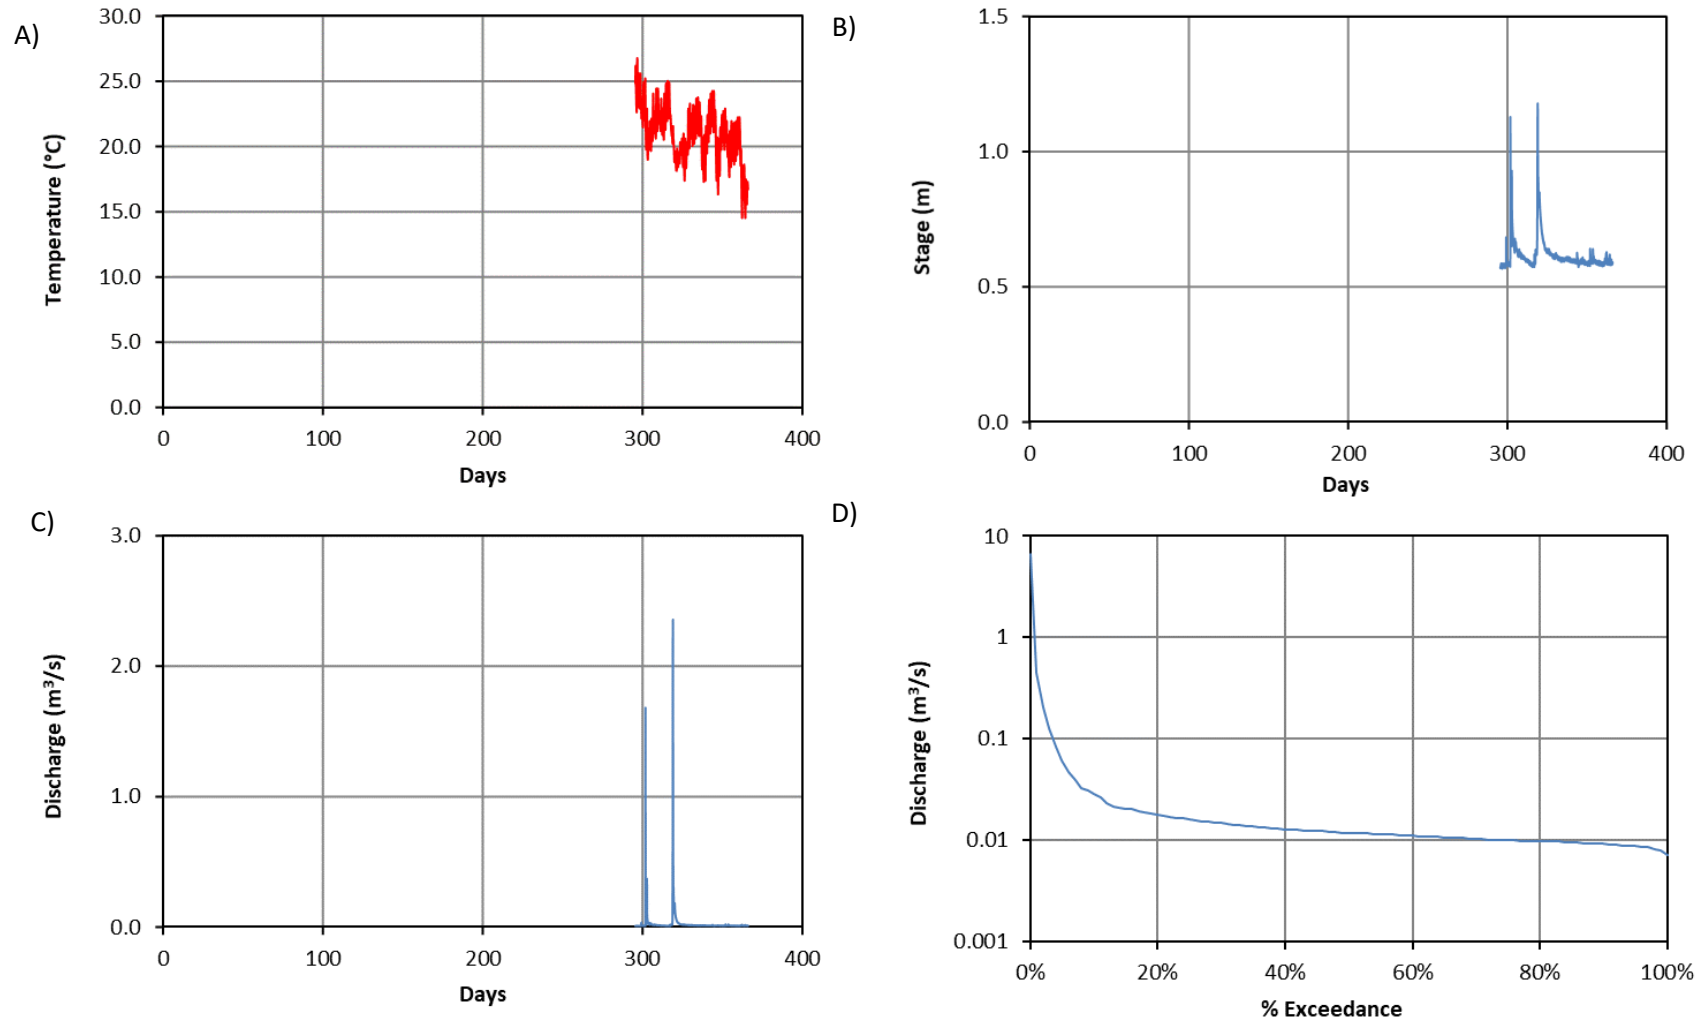 A)
30.0
25.0
20.0
15.0
10.0
5.0
0.0
Temperature (°C)
0 100 200 300 400
Days
B)
1.5
1.0
0.5
0.0
Stage (m)
0 100 200 300 400
Days
C)
3.0
2.0
1.0
0.0
Discharge (m³/s)
0 100 200 300 400
Days
D)
10
1
0.1
0.01
0.001
Discharge (m³/s)
0% 20% 40% 60% 80% 100%
% Exceedance